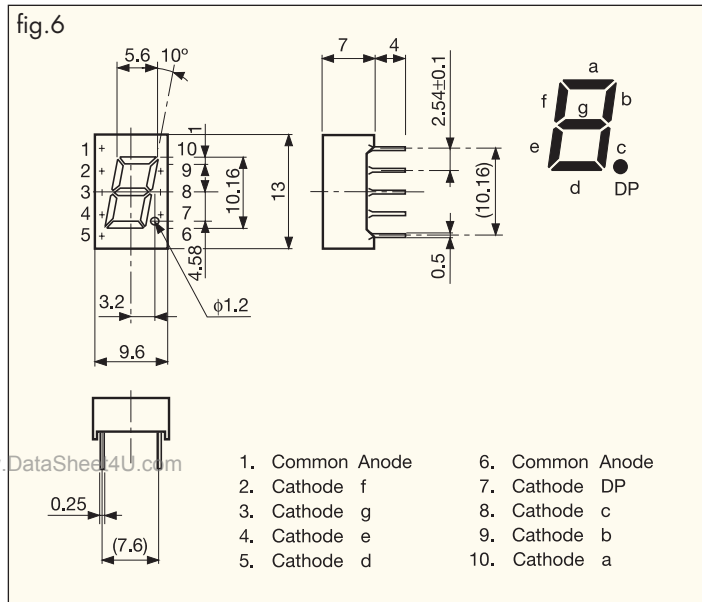 fig.6
5.6
10°
1
1
2
3
4
5
10
9
8
7
6
10.16
13
4.58
3.2
φ1.2
9.6
7
4
2.54±0.1
(10.16)
0.5
a
f
g
b
e
c
d
DP
.DataSheet4U.com
0.25
(7.6)
1. Common Anode
2. Cathode f
3. Cathode g
4. Cathode e
5. Cathode d
6. Common Anode
7. Cathode DP
8. Cathode c
9. Cathode b
10. Cathode a